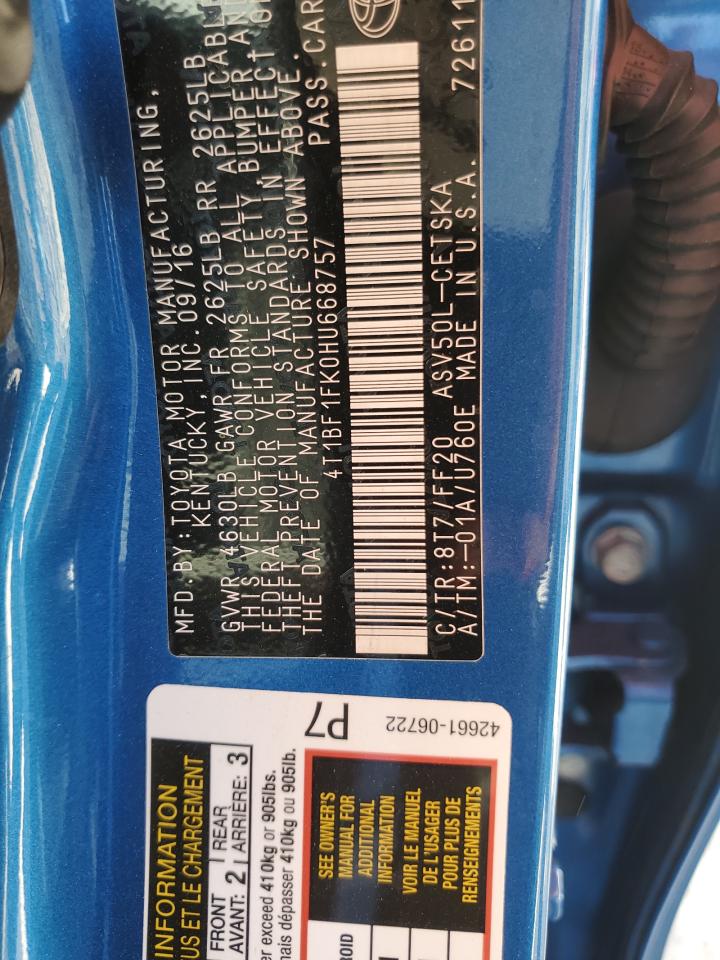 MFD.BY:TOYOTA MOTOR MANUFACTURING,
KENTUCKY, INC. 09/16
GVWR 4630LB GAWR FR 2625LB RR 2625LB
THIS VEHICLE CONFORMS TO ALL APPLICABLE
FEDERAL MOTOR VEHICLE SAFETY, BUMPER AND
THEFT PREVENTION STANDARDS IN EFFECT O
THE DATE OF MANUFACTURE SHOWN ABOVE.
4T1BF1FK0HU668757 PASS.CAR
C/TR:8T7/FF20 ASV50L-CETSKA
A/TM:-01A/U760E MADE IN U.S.A. 72611
P7
42661-06722
INFORMATION
US ET LE CHARGEMENT
FRONT REAR
AVANT: 2 ARRIÈRE: 3
er exceed 410kg or 905lbs.
mais dépasser 410kg ou 905lb.
SEE OWNER'S
MANUAL FOR
ADDITIONAL
INFORMATION
VOIR LE MANUEL
DE L'USAGER
POUR PLUS DE
RENSEIGNEMENTS
ROID